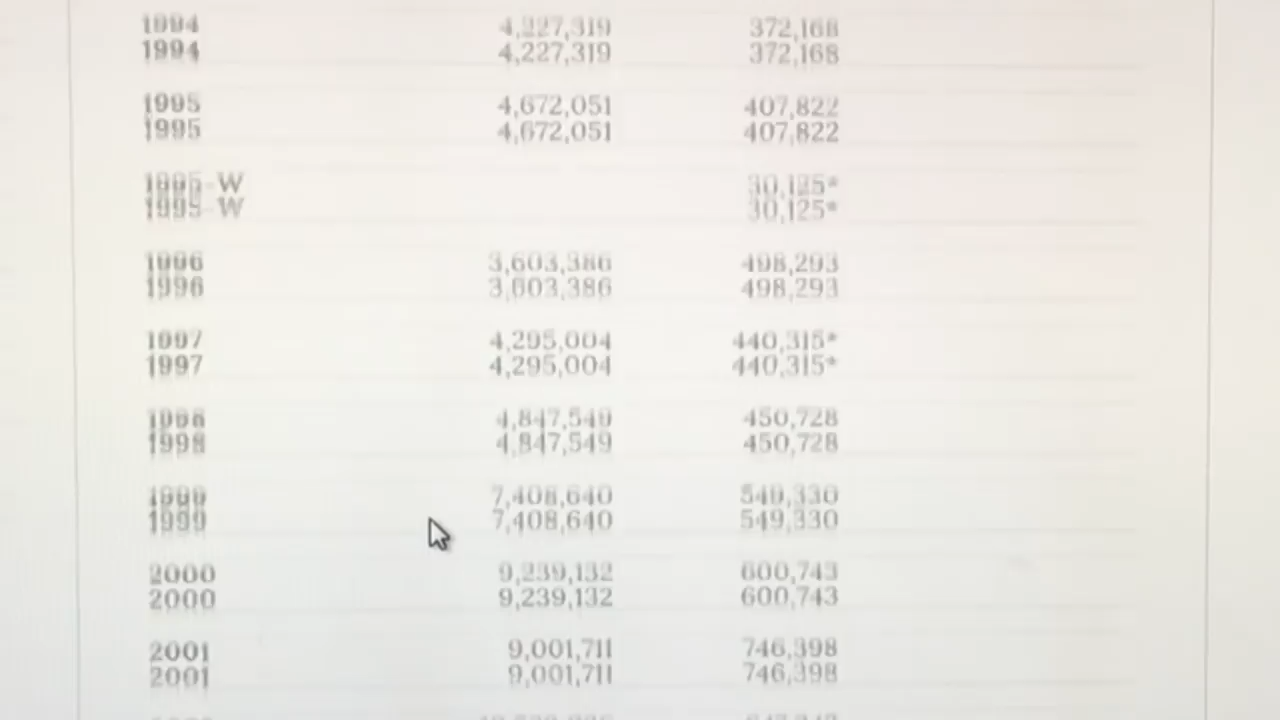 1994 4,227,319 372,168
1994 4,227,319 372,168
1995 4,672,051 407,822
1995 4,672,051 407,822
1995-W 30,125*
1995-W 30,125*
1996 3,603,386 498,293
1996 3,603,386 498,293
1997 4,295,004 440,315*
1997 4,295,004 440,315*
1998 4,847,549 450,728
1998 4,847,549 450,728
1999 7,408,640 549,330
1999 7,408,640 549,330
2000 9,239,132 600,743
2000 9,239,132 600,743
2001 9,001,711 746,398
2001 9,001,711 746,398